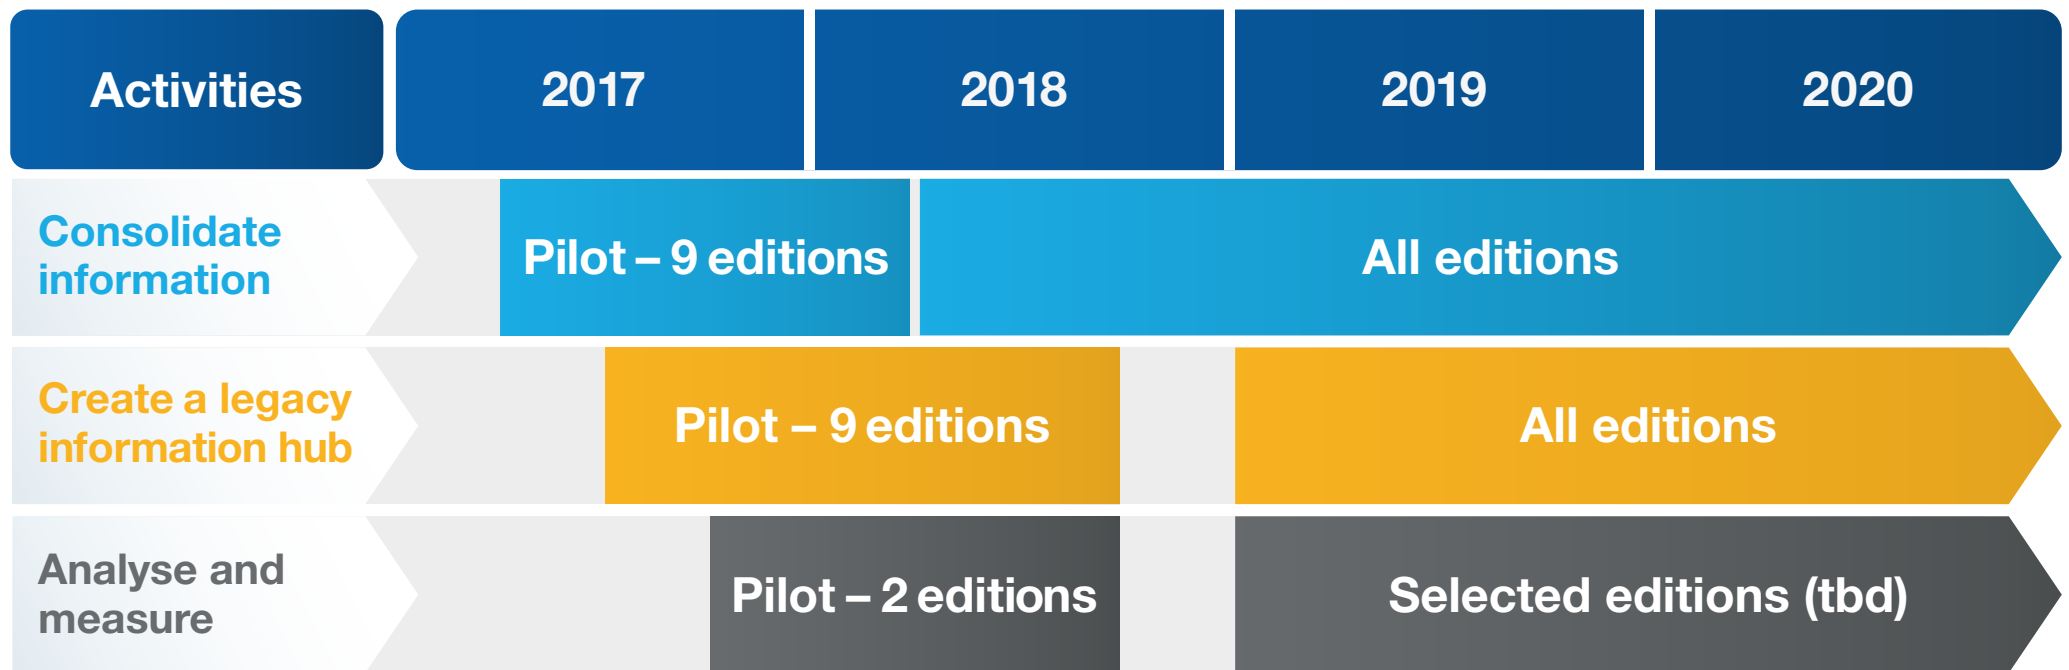 Activities
2017
2018
2019
2020
Consolidate
information
Pilot – 9 editions
All editions
Create a legacy
information hub
Pilot – 9 editions
All editions
Analyse and
measure
Pilot – 2 editions
Selected editions (tbd)